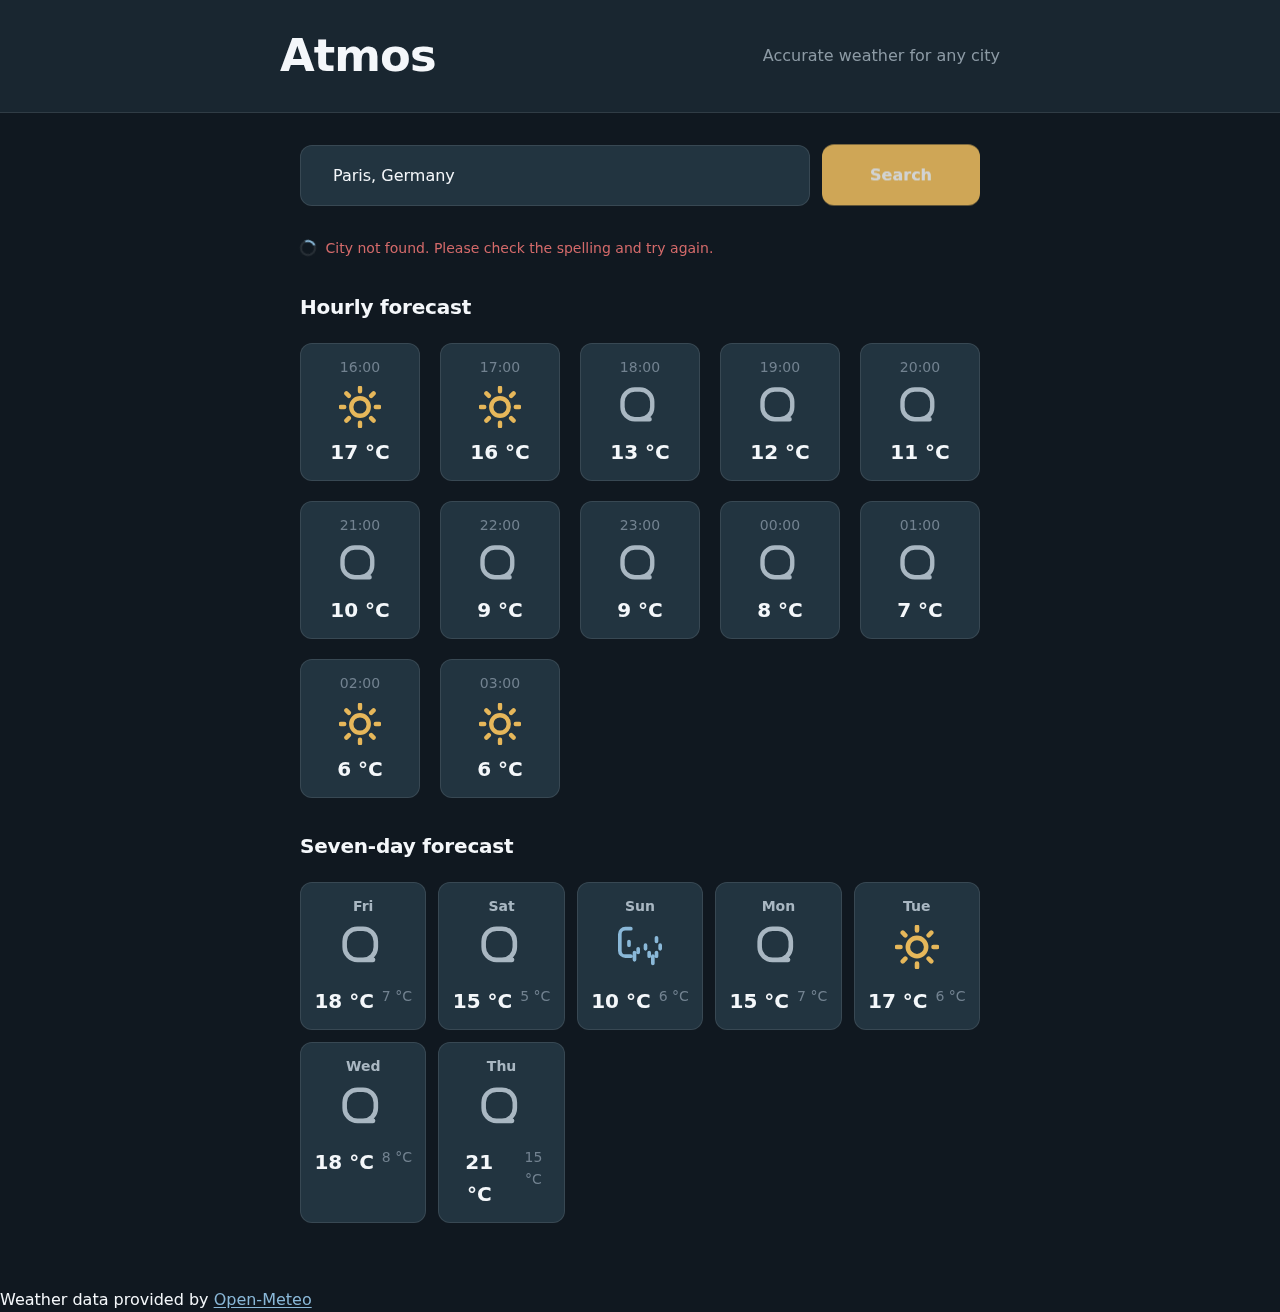 Atmos
Accurate weather for any city
Paris, Germany
Search
City not found. Please check the spelling and try again.
Hourly forecast
16:00 17:00 18:00 19:00 20:00
17 °C 16 °C 13 °C 12 °C 11 °C
21:00 22:00 23:00 00:00 01:00
10 °C 9 °C 9 °C 8 °C 7 °C
02:00 03:00
6 °C 6 °C
Seven-day forecast
Fri Sat Sun Mon Tue
18 °C 7 °C 15 °C 5 °C 10 °C 6 °C 15 °C 7 °C 17 °C 6 °C
Wed Thu
18 °C 8 °C 21 15
°C °C
Weather data provided by Open-Meteo